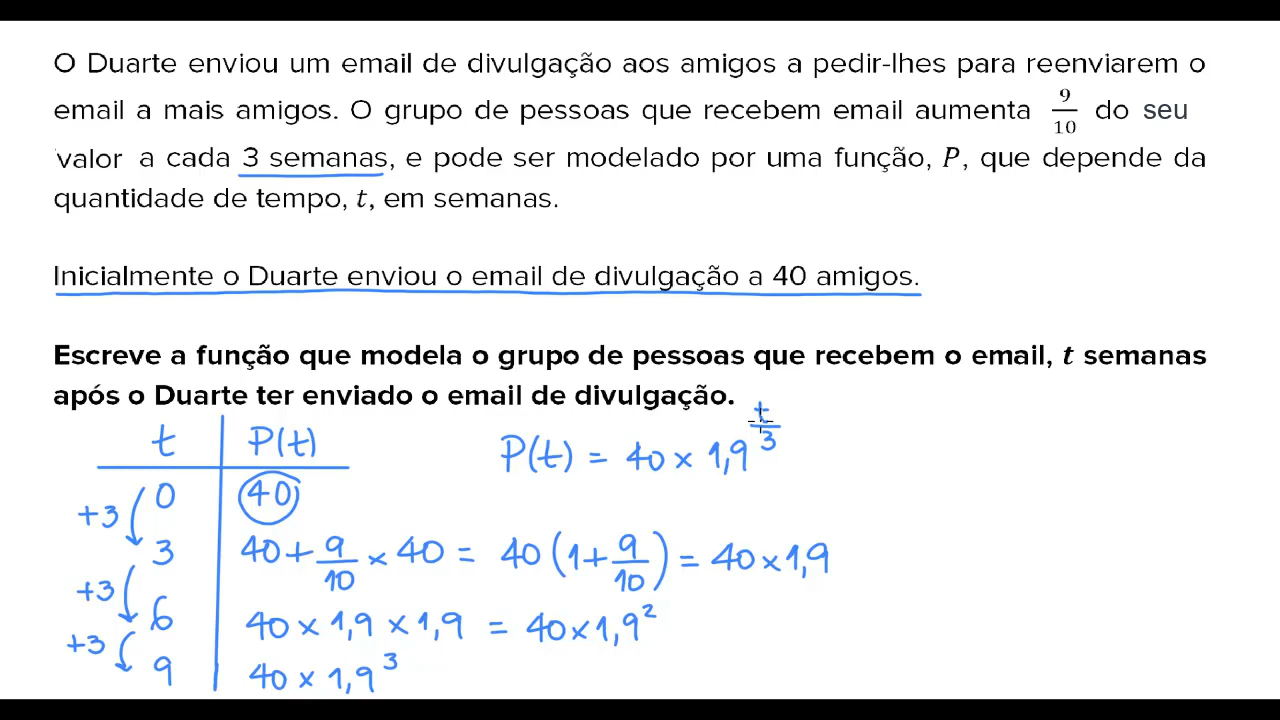 O Duarte enviou um email de divulgação aos amigos a pedir-lhes para reenviarem o
email a mais amigos. O grupo de pessoas que recebem email aumenta 9/10 do seu
valor a cada 3 semanas, e pode ser modelado por uma função, P, que depende da
quantidade de tempo, t, em semanas.
Inicialmente o Duarte enviou o email de divulgação a 40 amigos.
Escreve a função que modela o grupo de pessoas que recebem o email, t semanas
após o Duarte ter enviado o email de divulgação.
t P(t)
P(t) = 40 × 1,9^(t/3)
0 40
+3
3 40 + 9/10 × 40 = 40 (1 + 9/10) = 40 × 1,9
+3
6 40 × 1,9 × 1,9 = 40 × 1,9²
+3
9 40 × 1,9³